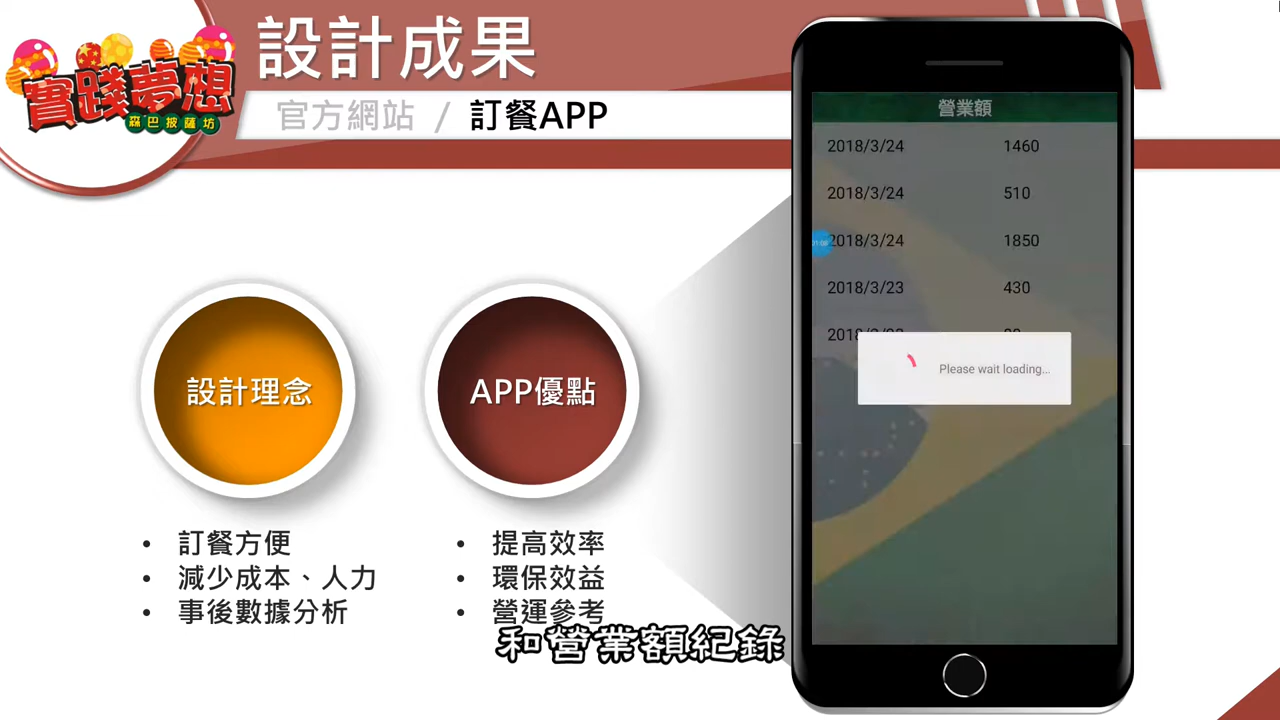 設計成果
實踐夢想
森巴披薩坊
官方網站 / 訂餐APP
營業額
2018/3/24 1460
2018/3/24 510
2018/3/24 1850
2018/3/23 430
Please wait loading...
設計理念
APP優點
• 訂餐方便
• 減少成本、人力
• 事後數據分析
• 提高效率
• 環保效益
• 營運參考
和營業額紀錄